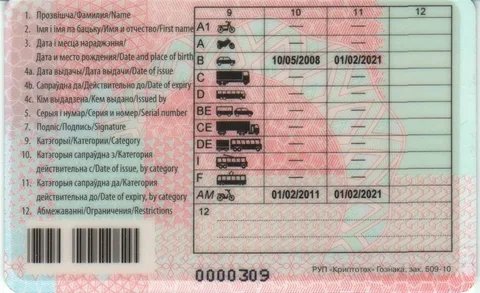 1. Прозвішча/Фамилия/Name
2. Імя і імя па бацьку/Имя и отчество/First name
3. Дата і месца нараджэння/
Дата и место рождения/Date and place of birth
4а. Дата выдачы/Дата выдачи/Date of issue
4b. Сапраўдна да/Действительно до/Date of expiry
4с. Кім выдадзена/Кем выдано/Issued by
5. Серыя і нумар/Серия и номер/Serial number
7. Подпіс/Подпись/Signature
9. Катэгорыі/Категории/Category
10. Катэгорыя сапраўдна з/Категория
действительна с/Date of issue, by category
11. Катэгорыя сапраўдна да/Категория
действительна до/Date of expiry, by category
12. Абмежаванні/Ограничения/Restrictions
9 10 11 12
A1 — —
A — —
B 10/05/2008 01/02/2021
C — —
D — —
BE — —
CE — —
DE — —
I — —
F — —
AM 01/02/2011 01/02/2021
12
0000309
РУП «Криптотех» Гознака, зак. 509-10